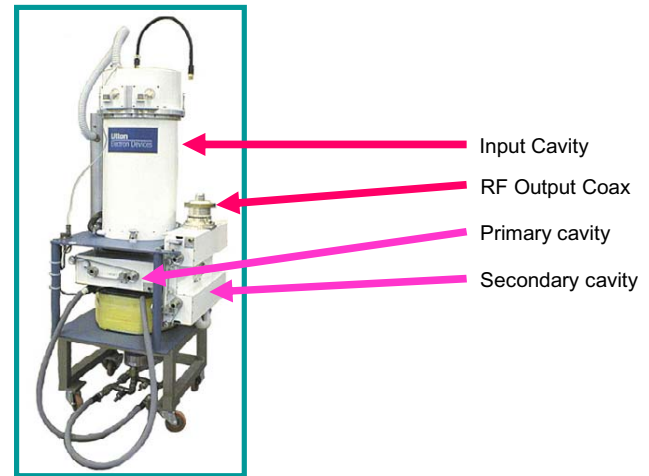 Litton
Electron Devices
Input Cavity
RF Output Coax
Primary cavity
Secondary cavity